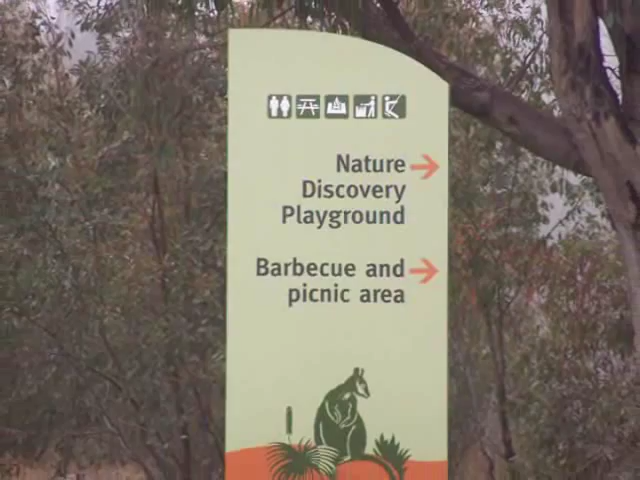 Nature
Discovery
Playground
Barbecue and
picnic area